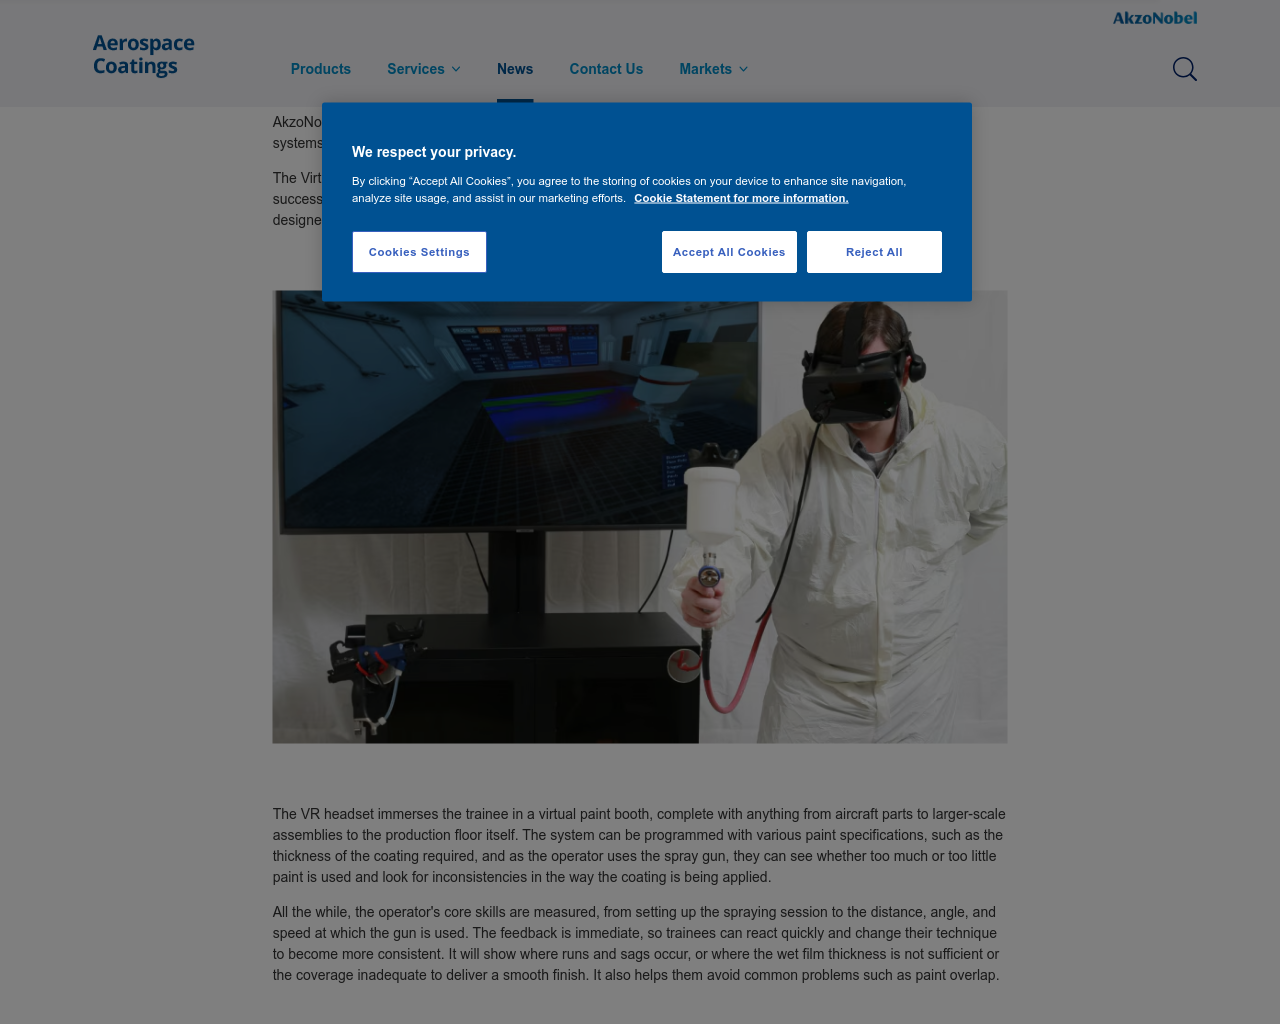 AkzoNobel
Aerospace
Coatings
Products
Services
News
Contact Us
Markets
AkzoNo
systems
The Virt
success
designe
We respect your privacy.
By clicking “Accept All Cookies”, you agree to the storing of cookies on your device to enhance site navigation,
analyze site usage, and assist in our marketing efforts. Cookie Statement for more information.
Cookies Settings
Accept All Cookies
Reject All
The VR headset immerses the trainee in a virtual paint booth, complete with anything from aircraft parts to larger-scale
assemblies to the production floor itself. The system can be programmed with various paint specifications, such as the
thickness of the coating required, and as the operator uses the spray gun, they can see whether too much or too little
paint is used and look for inconsistencies in the way the coating is being applied.
All the while, the operator's core skills are measured, from setting up the spraying session to the distance, angle, and
speed at which the gun is used. The feedback is immediate, so trainees can react quickly and change their technique
to become more consistent. It will show where runs and sags occur, or where the wet film thickness is not sufficient or
the coverage inadequate to deliver a smooth finish. It also helps them avoid common problems such as paint overlap.